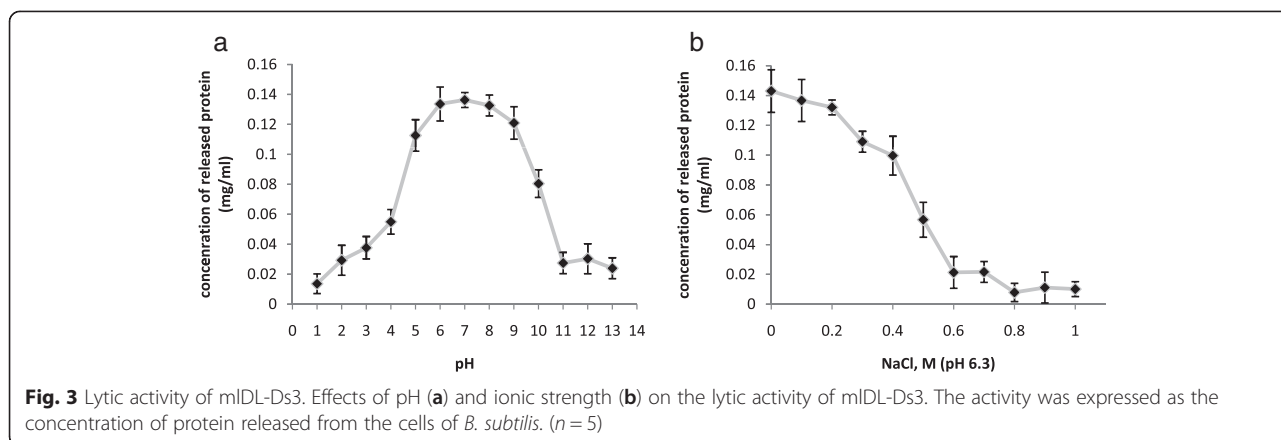 a
concenration of released protein
(mg/ml)
0.16
0.14
0.12
0.1
0.08
0.06
0.04
0.02
0
0 1 2 3 4 5 6 7 8 9 10 11 12 13 14
pH
b
concenration of released protein
(mg/ml)
0.16
0.14
0.12
0.1
0.08
0.06
0.04
0.02
0
0 0.2 0.4 0.6 0.8 1
NaCl, M (pH 6.3)
Fig. 3 Lytic activity of mlDL-Ds3. Effects of pH (a) and ionic strength (b) on the lytic activity of mlDL-Ds3. The activity was expressed as the
concentration of protein released from the cells of B. subtilis. (n = 5)